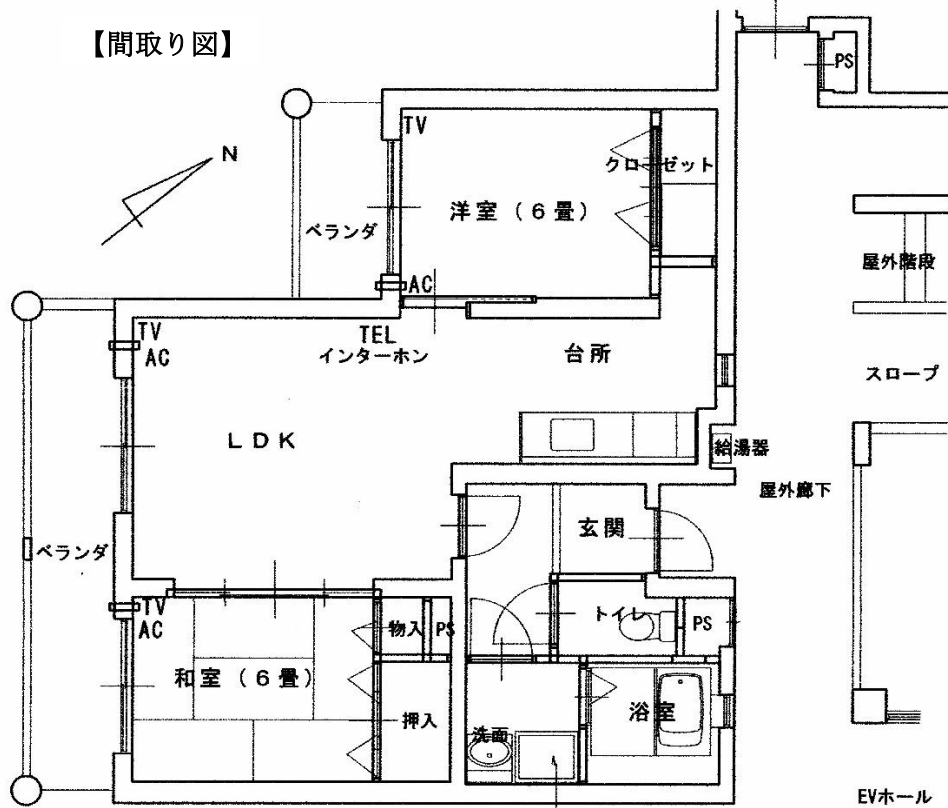 【間取り図】
PS
N
TV
クローゼット
洋室（6畳）
ベランダ
AC
屋外階段
TV
AC
TEL
インターホン
台所
スロープ
LDK
給湯器
屋外廊下
玄関
ベランダ
TV
AC
物入
PS
トイレ
PS
和室（6畳）
押入
洗面
浴室
EVホール